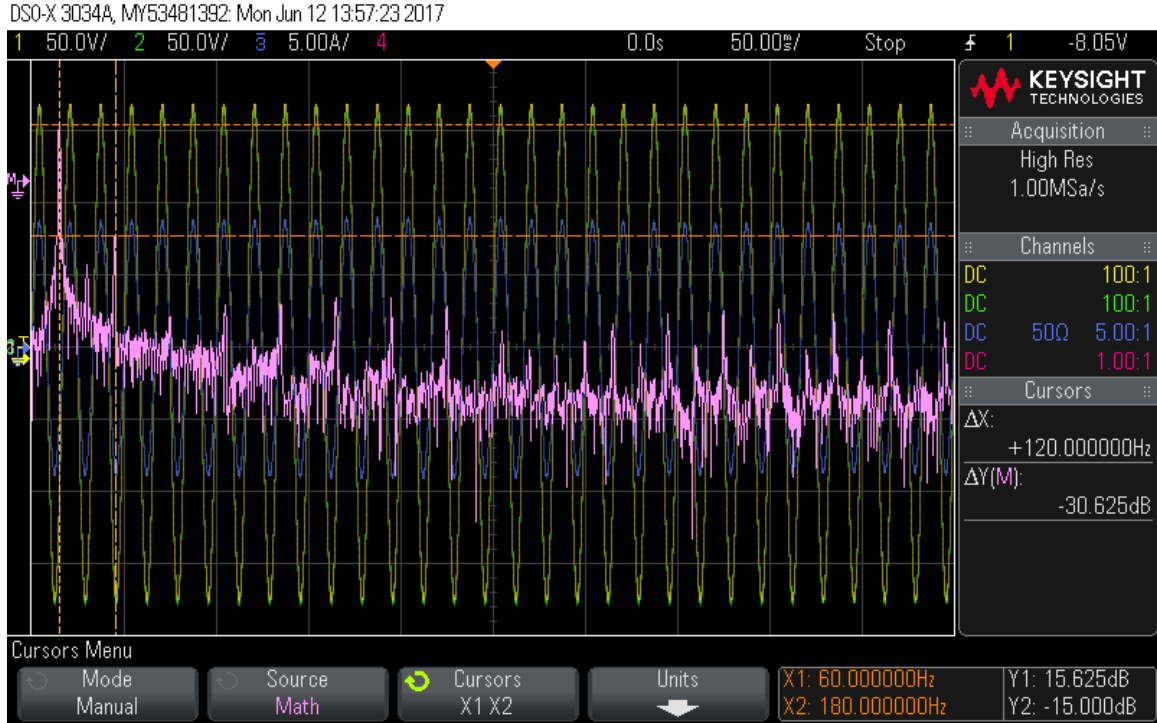 DSO-X 3034A, MY53481392: Mon Jun 12 13:57:23 2017
1 50.0V/ 2 50.0V/ 3 5.00A/ 4 0.0s 50.00ms/ Stop 1 -8.05V
KEYSIGHT
TECHNOLOGIES
Acquisition
High Res
1.00MSa/s
Channels
DC 100:1
DC 100:1
DC 50Ω 5.00:1
DC 1.00:1
Cursors
ΔX:
+120.000000Hz
ΔY(M):
-30.625dB
Cursors Menu
Mode
Manual
Source
Math
Cursors
X1 X2
Units
X1: 60.000000Hz
X2: 180.000000Hz
Y1: 15.625dB
Y2: -15.000dB